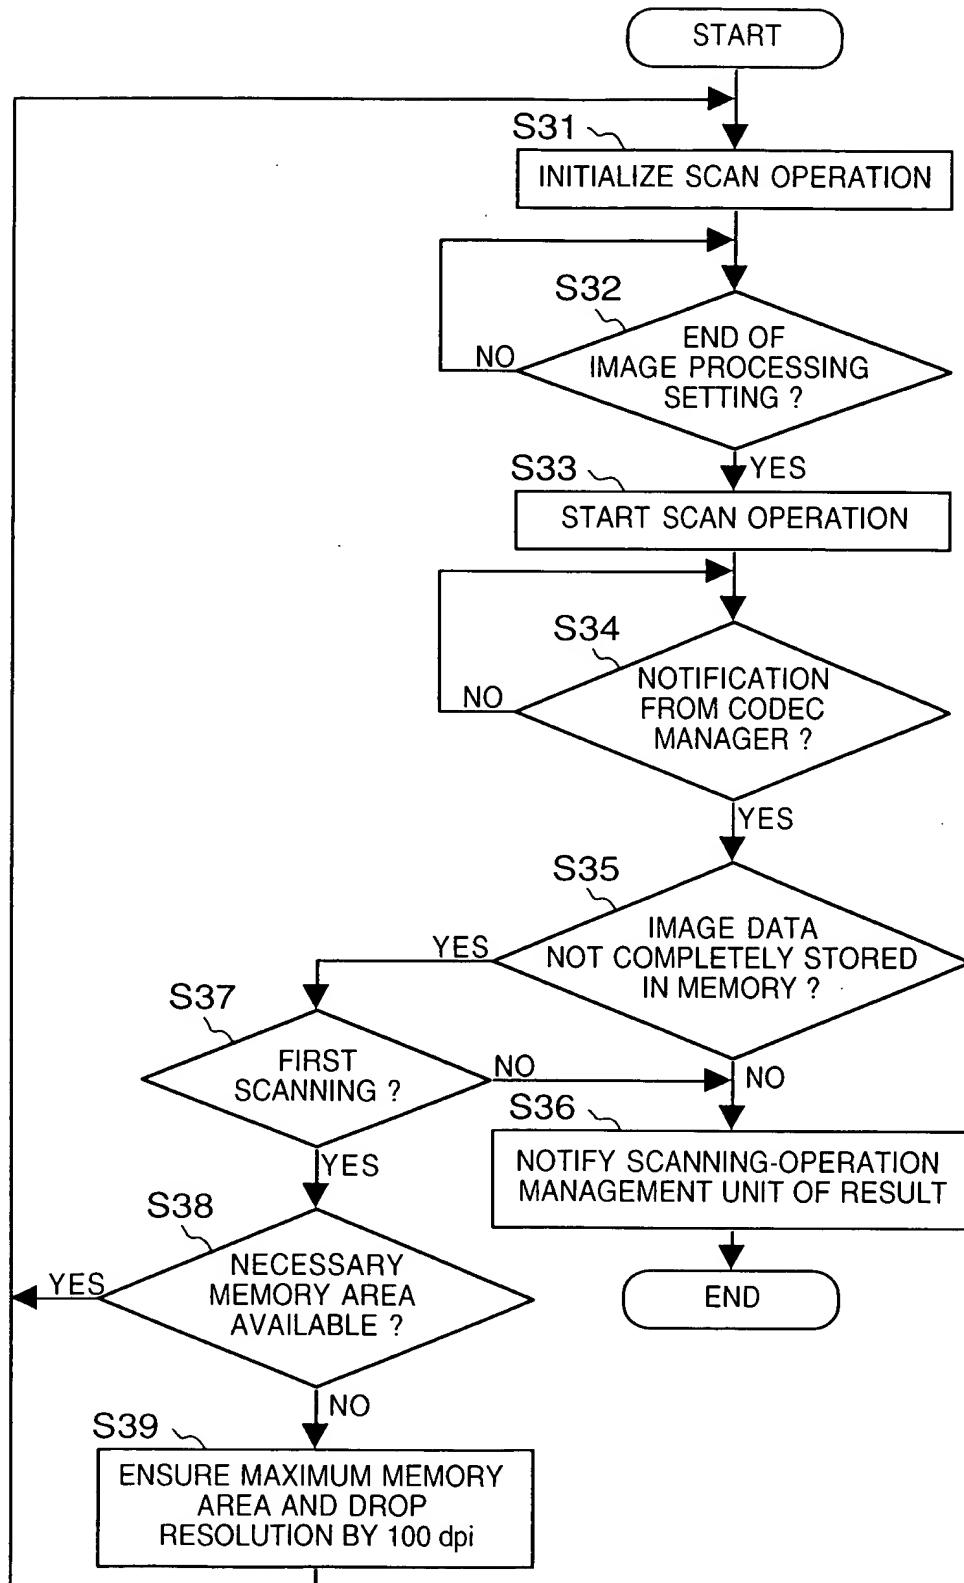 START
S31
INITIALIZE SCAN OPERATION
S32
END OF
IMAGE PROCESSING
SETTING ?
NO
YES
S33
START SCAN OPERATION
S34
NOTIFICATION
FROM CODEC
MANAGER ?
NO
YES
S35
IMAGE DATA
NOT COMPLETELY STORED
IN MEMORY ?
YES
NO
S37
FIRST
SCANNING ?
NO
YES
S36
NOTIFY SCANNING-OPERATION
MANAGEMENT UNIT OF RESULT
END
S38
NECESSARY
MEMORY AREA
AVAILABLE ?
YES
NO
S39
ENSURE MAXIMUM MEMORY
AREA AND DROP
RESOLUTION BY 100 dpi